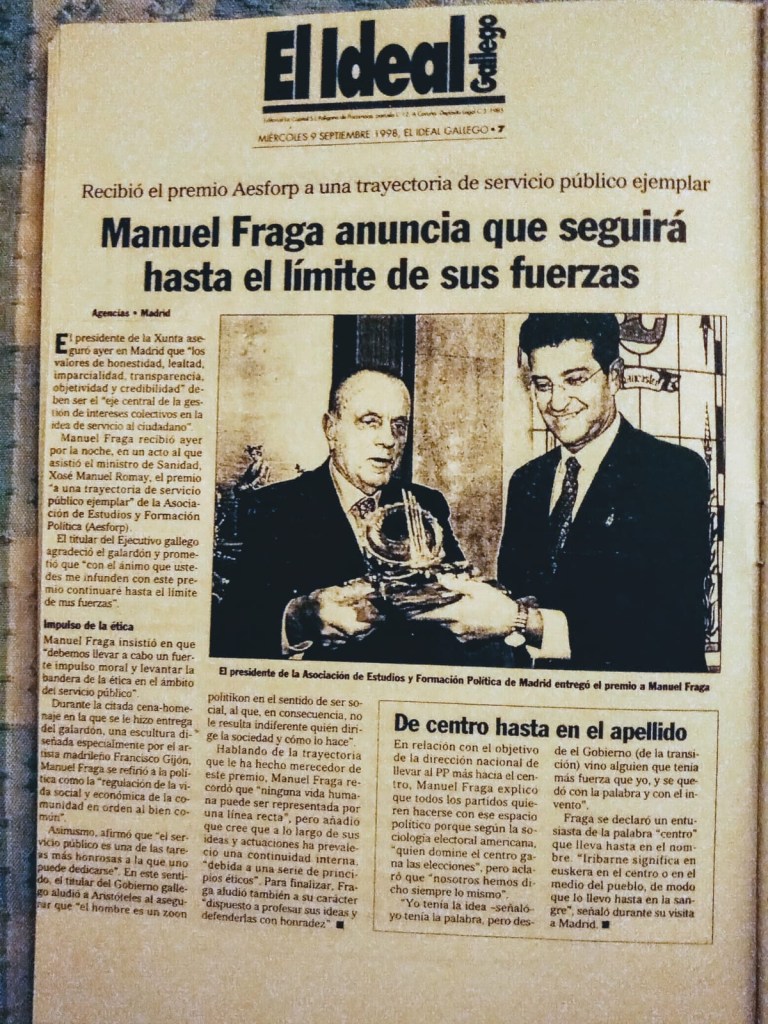 El Ideal
Gallego
MIÉRCOLES 9 SEPTIEMBRE 1998, EL IDEAL GALLEGO • 7
Recibió el premio Aesforp a una trayectoria de servicio público ejemplar
Manuel Fraga anuncia que seguirá
hasta el límite de sus fuerzas
Agencias • Madrid
El presidente de la Xunta ase-
guró ayer en Madrid que "los
valores de honestidad, lealtad,
imparcialidad, transparencia,
objetividad y credibilidad" de-
ben ser el "eje central de la ges-
tión de intereses colectivos en la
idea de servicio al ciudadano".
Manuel Fraga recibió ayer
por la noche, en un acto al que
asistió el ministro de Sanidad,
Xosé Manuel Romay, el premio
"a una trayectoria de servicio
público ejemplar" de la Asocia-
ción de Estudios y Formación
Política (Aesforp).
El titular del Ejecutivo gallego
agradeció el galardón y prome-
tió que "con el ánimo que uste-
des me infunden con este pre-
mio continuaré hasta el límite
de mis fuerzas".
Impulso de la ética
Manuel Fraga insistió en que
"debemos llevar a cabo un fuer-
te impulso moral y levantar la
bandera de la ética en el ámbito
del servicio público".
Durante la citada cena-home-
naje en la que se le hizo entrega
del galardón, una escultura di-
señada especialmente por el ar-
tista madrileño Francisco Gijón,
Manuel Fraga se refirió a la polí-
tica como la "regulación de la vi-
da social y económica de la co-
munidad en orden al bien co-
mún".
Asimismo, afirmó que "el ser-
vicio público es una de las tare-
as más honrosas a la que uno
puede dedicarse". En este senti-
do, el titular del Gobierno galle-
go aludió a Aristóteles al asegu-
rar que "el hombre es un zoon
El presidente de la Asociación de Estudios y Formación Política de Madrid entregó el premio a Manuel Fraga
politikon en el sentido de ser so-
cial, al que, en consecuencia, no
le resulta indiferente quién diri-
ge la sociedad y cómo lo hace".
Hablando de la trayectoria
que le ha hecho merecedor de
este premio, Manuel Fraga re-
cordó que "ninguna vida huma-
na puede ser representada por
una línea recta", pero añadió
que cree que a lo largo de sus
ideas y actuaciones ha prevale-
cido una continuidad interna,
"debida a una serie de princi-
pios éticos". Para finalizar, Fra-
ga aludió también a su carácter
"dispuesto a profesar sus ideas y
defenderlas con honradez" ■
De centro hasta en el apellido
En relación con el objetivo
de la dirección nacional de
llevar al PP más hacia el cen-
tro, Manuel Fraga explicó
que todos los partidos quie-
ren hacerse con ese espacio
político porque según la so-
ciología electoral americana,
"quien domine el centro ga-
na las elecciones", pero acla-
ró que "nosotros hemos di-
cho siempre lo mismo".
"Yo tenía la idea –señaló–
yo tenía la palabra, pero des-
de el Gobierno (de la transi-
ción) vino alguien que tenía
más fuerza que yo, y se que-
dó con la palabra y con el in-
vento".
Fraga se declaró un entu-
siasta de la palabra "centro"
que lleva hasta en el nom-
bre. "Iribarne significa en
euskera en el centro o en el
medio del pueblo, de modo
que lo llevo hasta en la san-
gre", señaló durante su visita
a Madrid. ■